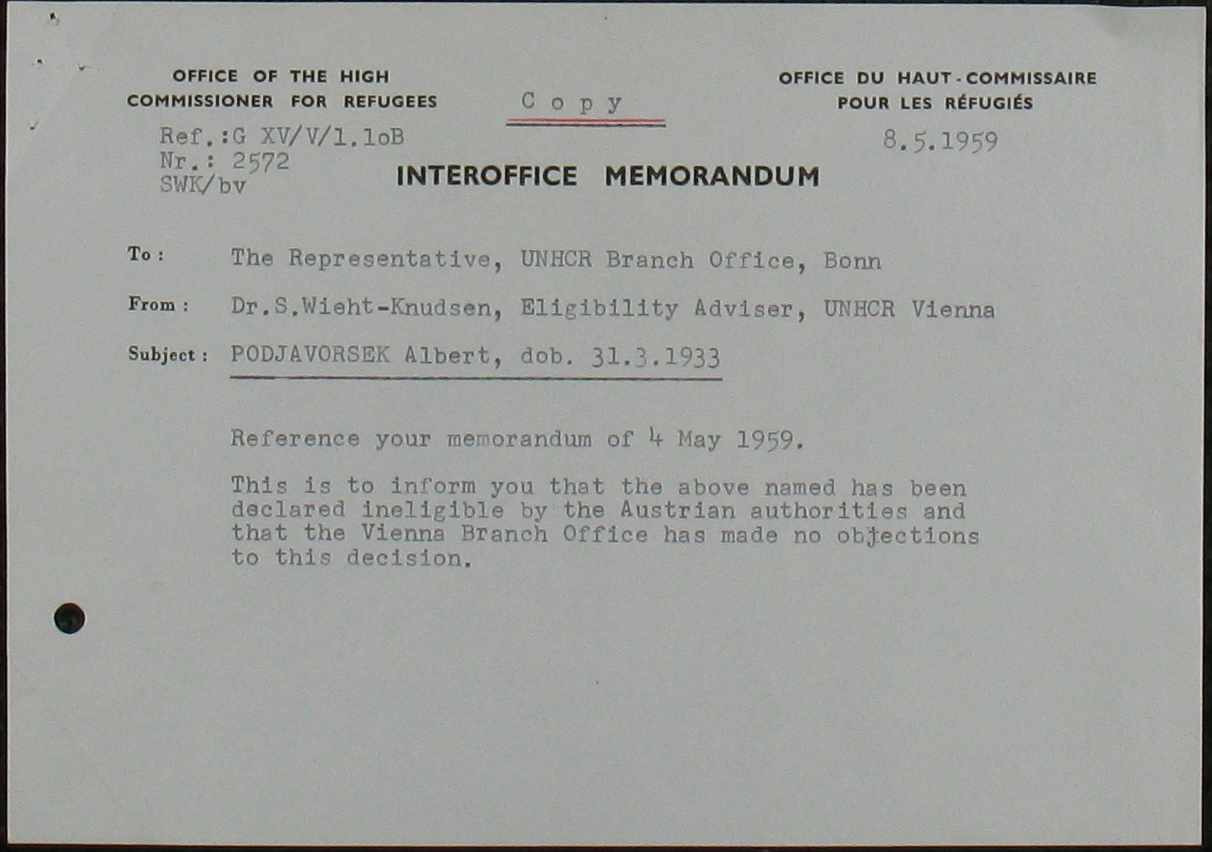 OFFICE OF THE HIGH
COMMISSIONER FOR REFUGEES
C o p y
OFFICE DU HAUT-COMMISSAIRE
POUR LES RÉFUGIÉS
Ref.:G XV/V/1.1oB
Nr.: 2572
SWK/bv
8.5.1959
INTEROFFICE MEMORANDUM
To: The Representative, UNHCR Branch Office, Bonn
From: Dr.S.Wieht-Knudsen, Eligibility Adviser, UNHCR Vienna
Subject: PODJAVORSEK Albert, dob. 31.3.1933
Reference your memorandum of 4 May 1959.
This is to inform you that the above named has been
declared ineligible by the Austrian authorities and
that the Vienna Branch Office has made no objections
to this decision.